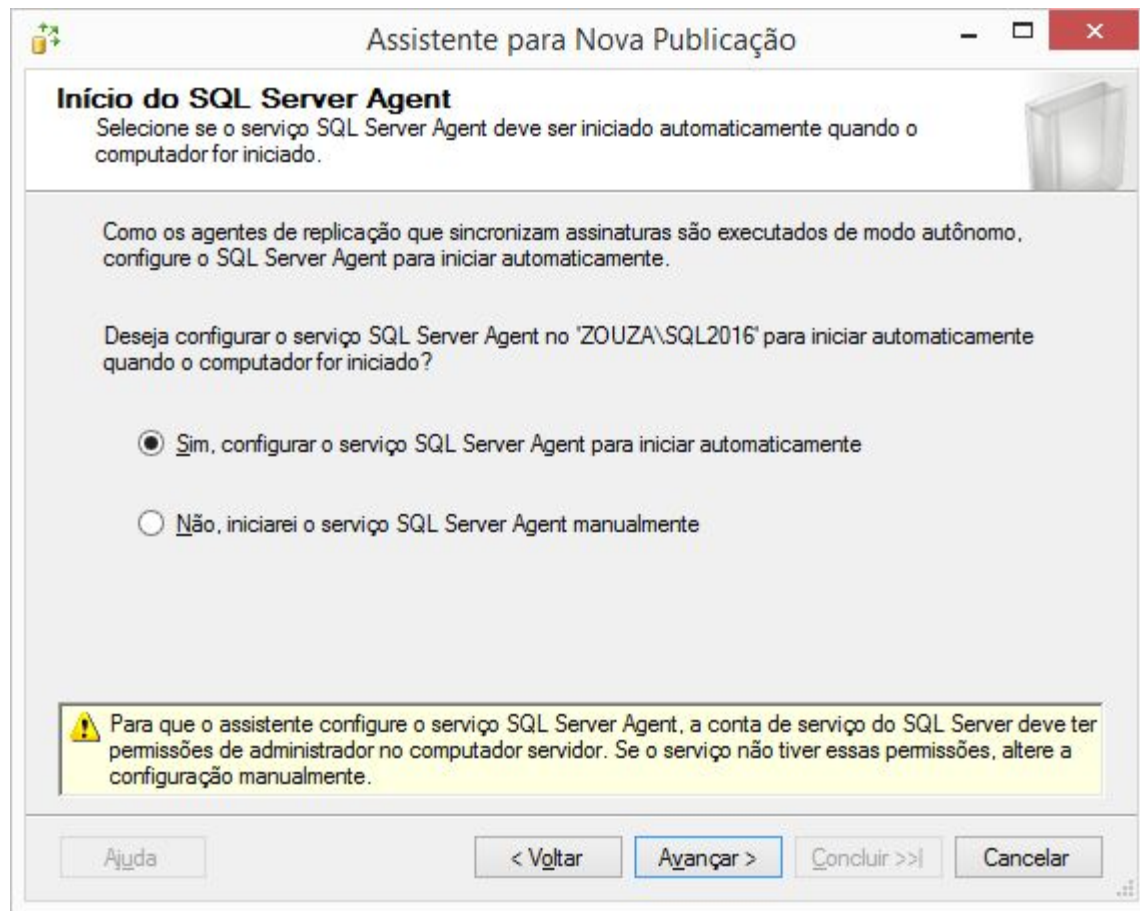 Assistente para Nova Publicação
Início do SQL Server Agent
Selecione se o serviço SQL Server Agent deve ser iniciado automaticamente quando o
computador for iniciado.
Como os agentes de replicação que sincronizam assinaturas são executados de modo autônomo,
configure o SQL Server Agent para iniciar automaticamente.
Deseja configurar o serviço SQL Server Agent no 'ZOUZA\SQL2016' para iniciar automaticamente
quando o computador for iniciado?
Sim, configurar o serviço SQL Server Agent para iniciar automaticamente
Não, iniciarei o serviço SQL Server Agent manualmente
Para que o assistente configure o serviço SQL Server Agent, a conta de serviço do SQL Server deve ter
permissões de administrador no computador servidor. Se o serviço não tiver essas permissões, altere a
configuração manualmente.
Ajuda < Voltar Avançar > Concluir >>| Cancelar